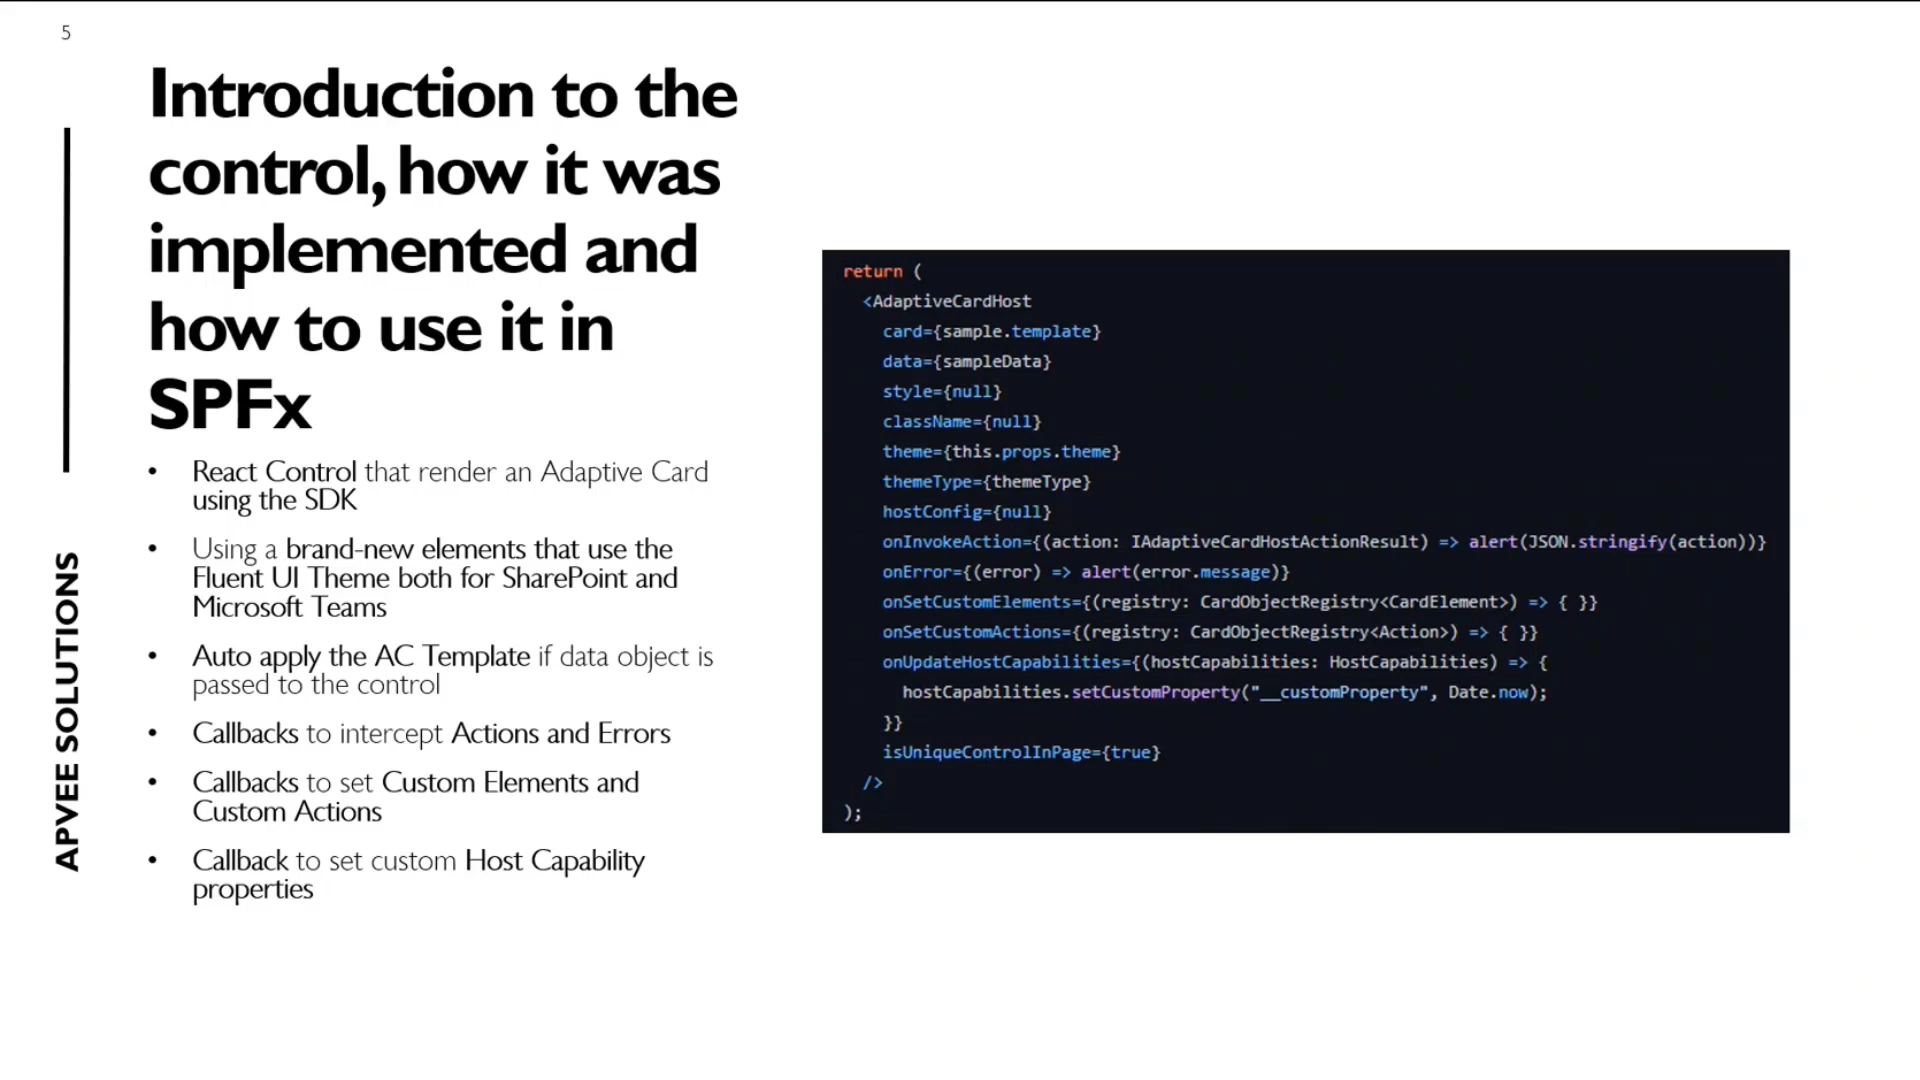 5
Introduction to the
control, how it was
implemented and
how to use it in
SPFx
• React Control that render an Adaptive Card
using the SDK
• Using a brand-new elements that use the
Fluent UI Theme both for SharePoint and
Microsoft Teams
• Auto apply the AC Template if data object is
passed to the control
• Callbacks to intercept Actions and Errors
• Callbacks to set Custom Elements and
Custom Actions
• Callback to set custom Host Capability
properties
APVEE SOLUTIONS
return (
<AdaptiveCardHost
card={sample.template}
data={sampleData}
style={null}
className={null}
theme={this.props.theme}
themeType={themeType}
hostConfig={null}
onInvokeAction={(action: IAdaptiveCardHostActionResult) => alert(JSON.stringify(action))}
onError={(error) => alert(error.message)}
onSetCustomElements={(registry: CardObjectRegistry<CardElement>) => { }}
onSetCustomActions={(registry: CardObjectRegistry<Action>) => { }}
onUpdateHostCapabilities={(hostCapabilities: HostCapabilities) => {
hostCapabilities.setCustomProperty("__customProperty", Date.now);
}}
isUniqueControlInPage={true}
/>
);